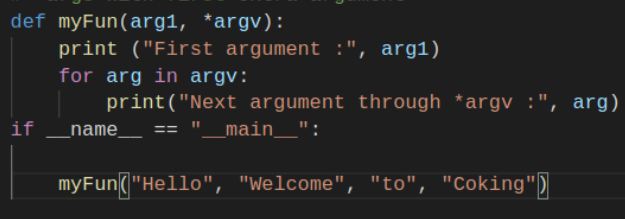 def myFun(arg1, *argv):
    print ("First argument :", arg1)
    for arg in argv:
        print("Next argument through *argv :", arg)
if __name__ == "__main__":
    myFun("Hello", "Welcome", "to", "Coking")